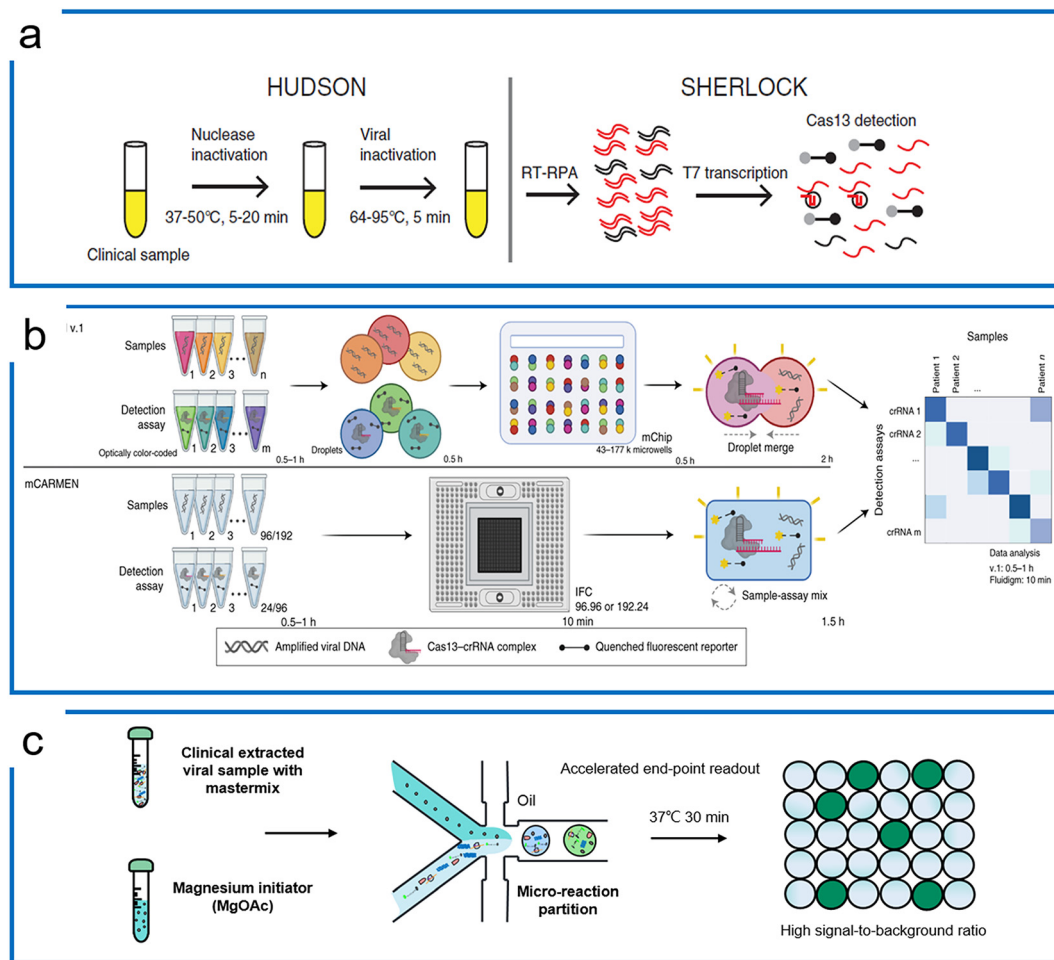 a
HUDSON
SHERLOCK
Nuclease
inactivation
Viral
inactivation
Cas13 detection
RT-RPA
T7 transcription
37-50℃, 5-20 min
64-95℃, 5 min
Clinical sample
b
v.1
Samples
1 2 3 ... n
Detection
assay
1 2 3 ... m
Optically color-coded
0.5–1 h
Droplets
0.5 h
mChip
43–177 k microwells
0.5 h
Droplet merge
2 h
Samples
Patient 1
Patient 2
...
Patient n
Detection assays
crRNA 1
crRNA 2
...
crRNA m
Data analysis
v.1: 0.5–1 h
Fluidigm: 10 min
mCARMEN
Samples
1 2 3 ... 96/192
Detection
assay
1 2 3 ... 24/96
0.5–1 h
IFC
96.96 or 192.24
10 min
Sample-assay mix
1.5 h
Amplified viral DNA
Cas13–crRNA complex
Quenched fluorescent reporter
c
Clinical extracted
viral sample with
mastermix
Magnesium initiator
(MgOAc)
Oil
Micro-reaction
partition
Accelerated end-point readout
37℃ 30 min
High signal-to-background ratio